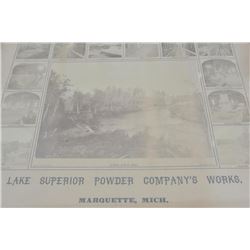 LAKE SUPERIOR POWDER COMPANY'S WORKS,
MARQUETTE, MICH.